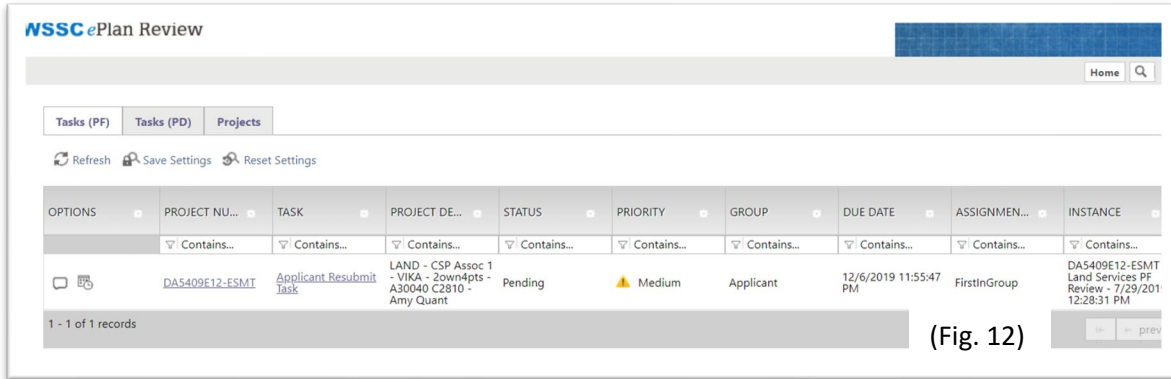 WSSC ePlan Review
Home
Tasks (PF) Tasks (PD) Projects
Refresh Save Settings Reset Settings
OPTIONS PROJECT NU... TASK PROJECT DE... STATUS PRIORITY GROUP DUE DATE ASSIGNMEN... INSTANCE
Contains... Contains... Contains... Contains... Contains... Contains... Contains... Contains... Contains...
DA5409E12-ESMT
Applicant Resubmit
Task
LAND - CSP Assoc 1
- VIKA - 2own4pts -
A30040 C2810 -
Amy Quant
Pending
Medium
Applicant
12/6/2019 11:55:47
PM
FirstInGroup
DA5409E12-ESMT
Land Services PF
Review - 7/29/201
12:28:31 PM
1 - 1 of 1 records
prev
(Fig. 12)